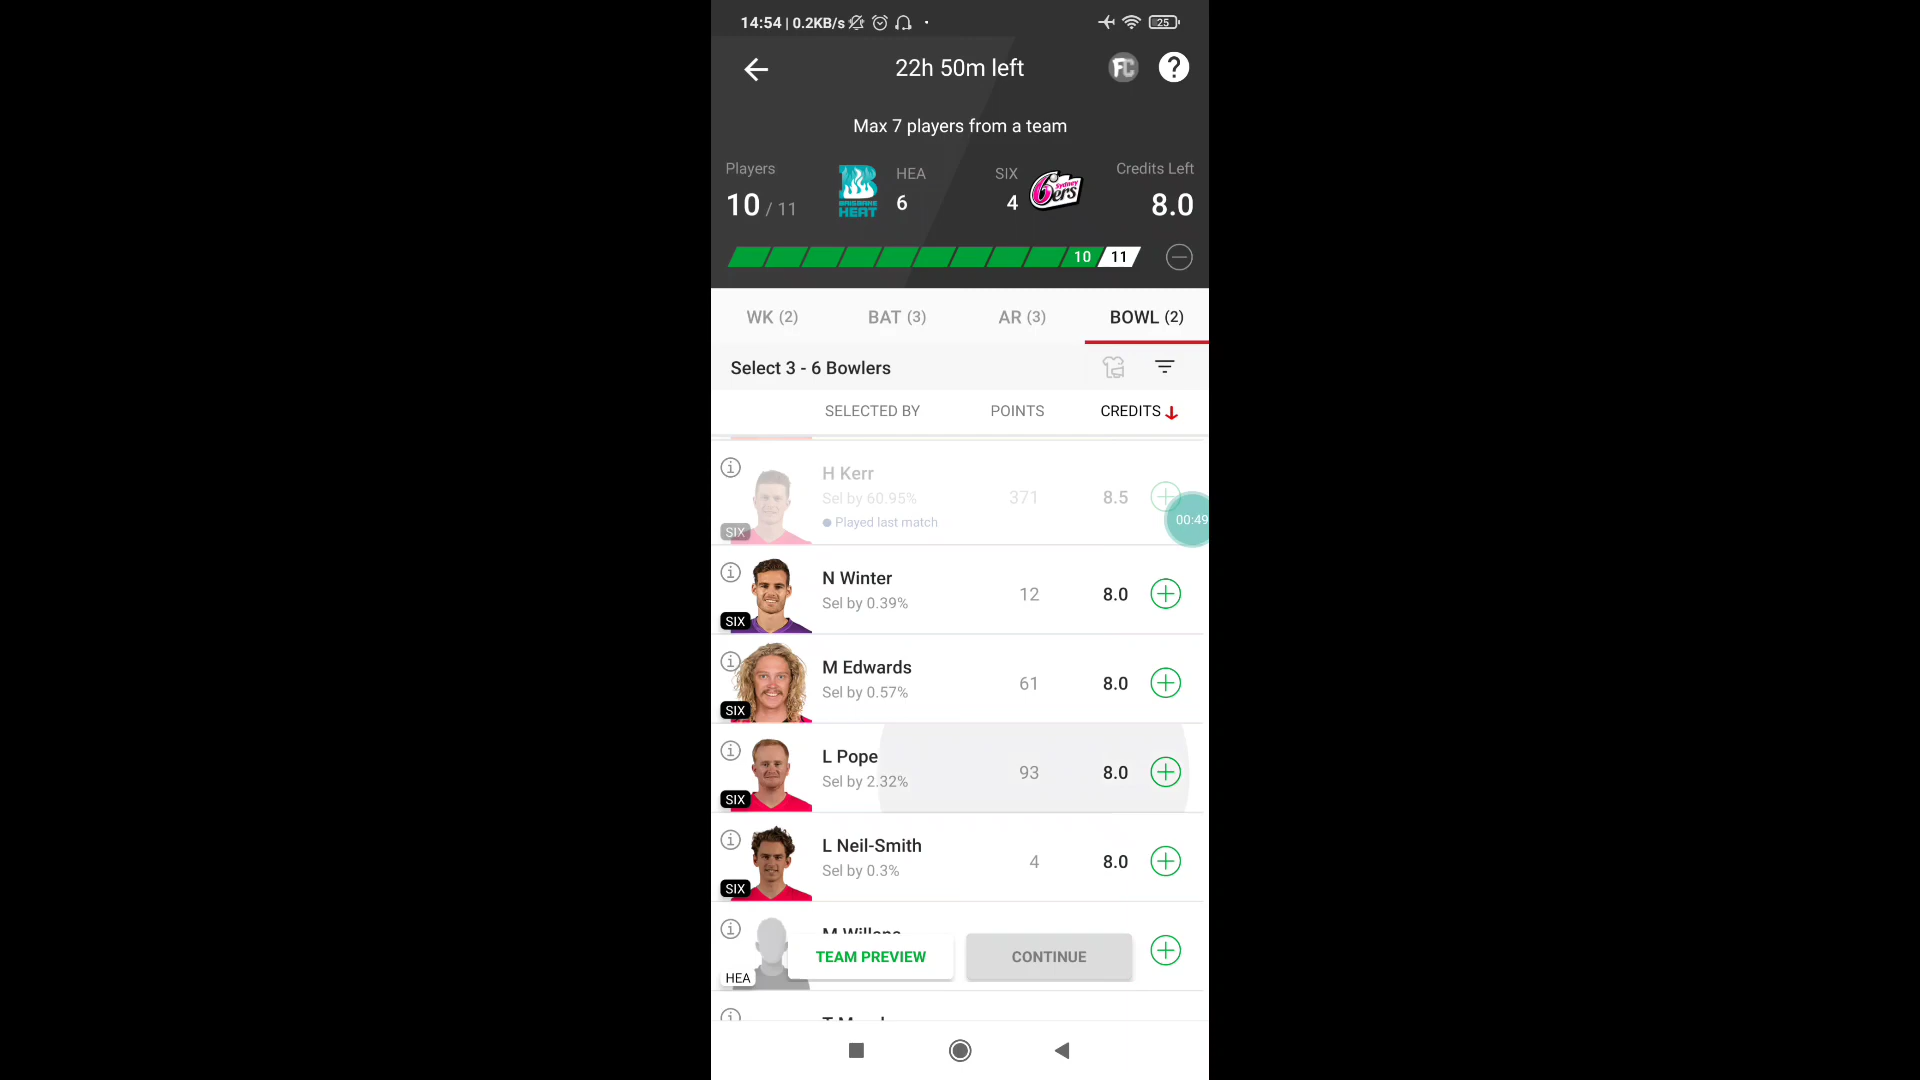 14:54 | 0.2KB/s
25
22h 50m left
FC
?
Max 7 players from a team
Players
HEA
SIX
Credits Left
10 / 11
BRISBANE
HEAT
6
4
Sydney
6ers
8.0
10
11
WK (2)
BAT (3)
AR (3)
BOWL (2)
Select 3 - 6 Bowlers
SELECTED BY
POINTS
CREDITS
H Kerr
Sel by 60.95%
371
8.5
Played last match
SIX
00:49
N Winter
Sel by 0.39%
12
8.0
SIX
M Edwards
Sel by 0.57%
61
8.0
SIX
L Pope
Sel by 2.32%
93
8.0
SIX
L Neil-Smith
Sel by 0.3%
4
8.0
SIX
HEA
TEAM PREVIEW
CONTINUE